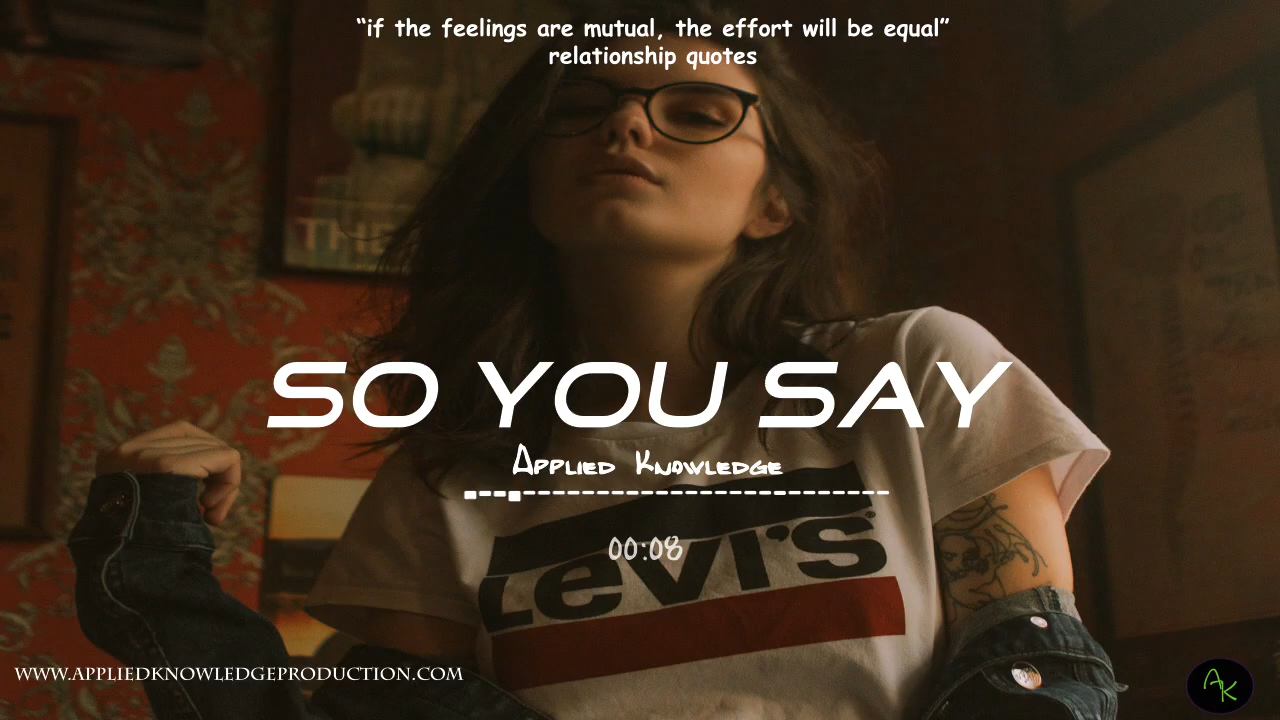 “if the feelings are mutual, the effort will be equal”
relationship quotes
THE
SO YOU SAY
Applied Knowledge
00:08
Levi's
www.appliedknowledgeproduction.com
AK